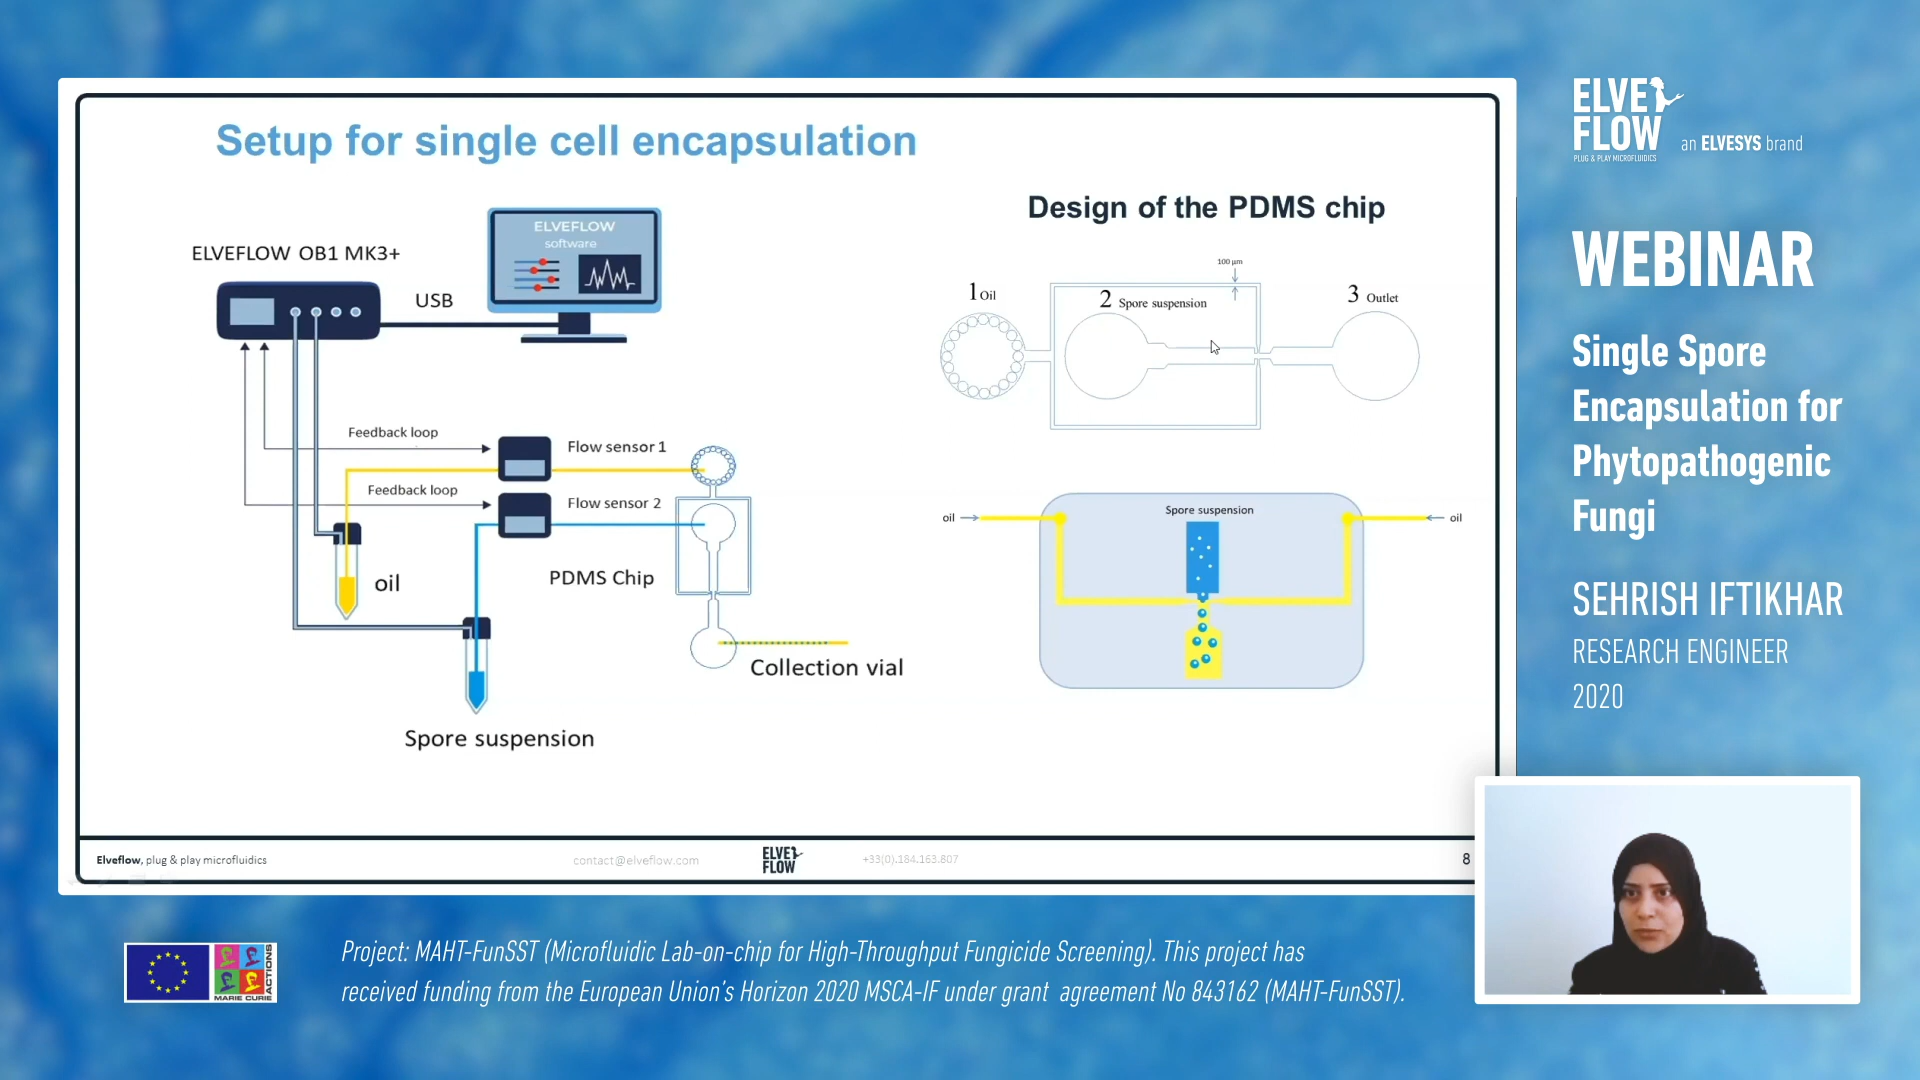 Setup for single cell encapsulation
ELVEFLOW OB1 MK3+
ELVEFLOW
software
USB
Feedback loop
Flow sensor 1
Feedback loop
Flow sensor 2
oil
PDMS Chip
Collection vial
Spore suspension
Design of the PDMS chip
100 μm
1 Oil
2 Spore suspension
3 Outlet
oil
Spore suspension
oil
Elveflow, plug & play microfluidics
contact@elveflow.com
ELVE
FLOW
+33(0).184.163.807
8
ELVE
FLOW
PLUG & PLAY MICROFLUIDICS
an ELVESYS brand
WEBINAR
Single Spore
Encapsulation for
Phytopathogenic
Fungi
SEHRISH IFTIKHAR
RESEARCH ENGINEER
2020
MARIE CURIE
ACTIONS
Project: MAHT-FunSST (Microfluidic Lab-on-chip for High-Throughput Fungicide Screening). This project has
received funding from the European Union's Horizon 2020 MSCA-IF under grant agreement No 843162 (MAHT-FunSST).